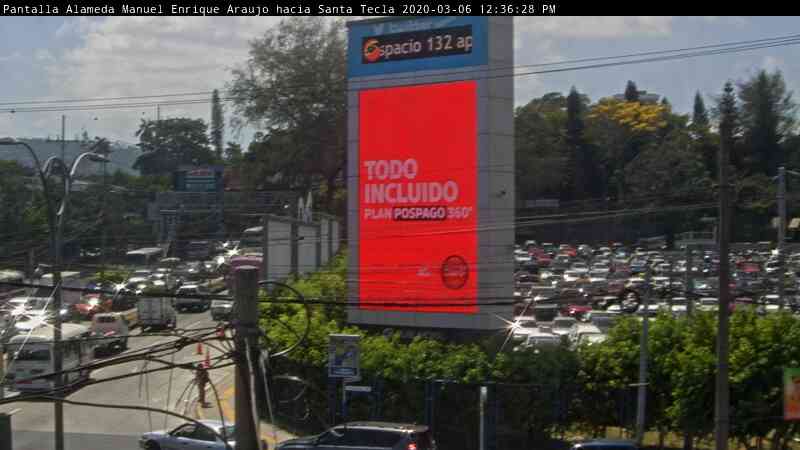 Pantalla Alameda Manuel Enrique Araujo hacia Santa Tecla 2020-03-06 12:36:28 PM
spacio 132 ap
TODO
INCLUIDO
PLAN POSPAGO 360°